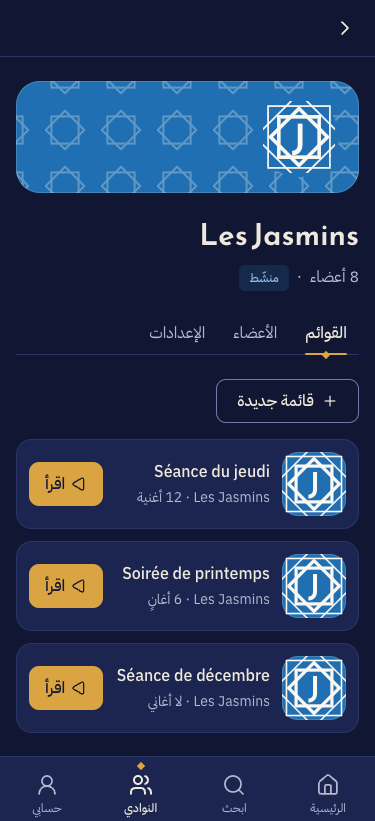 J
Les Jasmins
8 أعضاء · منشّط
القوائم الأعضاء الإعدادات
+ قائمة جديدة
J
Séance du jeudi
Les Jasmins · 12 أغنية
اقرأ
J
Soirée de printemps
Les Jasmins · 6 أغانٍ
اقرأ
J
Séance de décembre
Les Jasmins · لا أغاني
اقرأ
الرئيسية ابحث النوادي حسابي